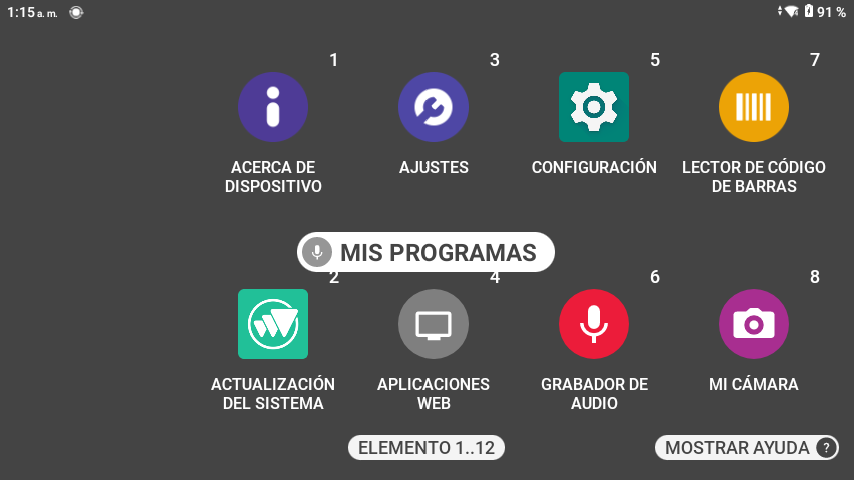 1:15 a. m.
91 %
1
3
5
7
ACERCA DE
DISPOSITIVO
AJUSTES
CONFIGURACIÓN
LECTOR DE CÓDIGO
DE BARRAS
MIS PROGRAMAS
2
4
6
8
ACTUALIZACIÓN
DEL SISTEMA
APLICACIONES
WEB
GRABADOR DE
AUDIO
MI CÁMARA
ELEMENTO 1..12
MOSTRAR AYUDA ?